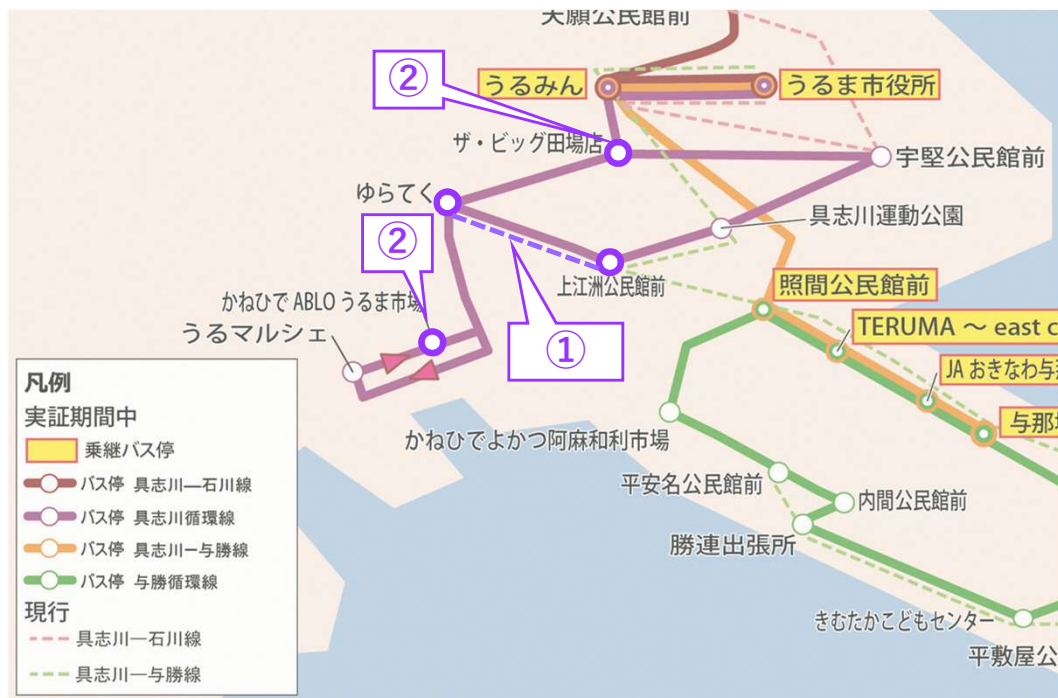 天願公民館前
②
うるみん
うるま市役所
ザ・ビッグ田場店
宇堅公民館前
ゆらてく
具志川運動公園
②
上江洲公民館前
照間公民館前
かねひで ABLO うるま市場
うるマルシェ
①
TERUMA ～ east c
JA おきなわ与那
与那城
かねひでよかつ阿麻和利市場
平安名公民館前
内間公民館前
勝連出張所
きむたかこどもセンター
平敷屋公
凡例
実証期間中
乗継バス停
バス停 具志川―石川線
バス停 具志川循環線
バス停 具志川ー与勝線
バス停 与勝循環線
現行
具志川―石川線
具志川―与勝線